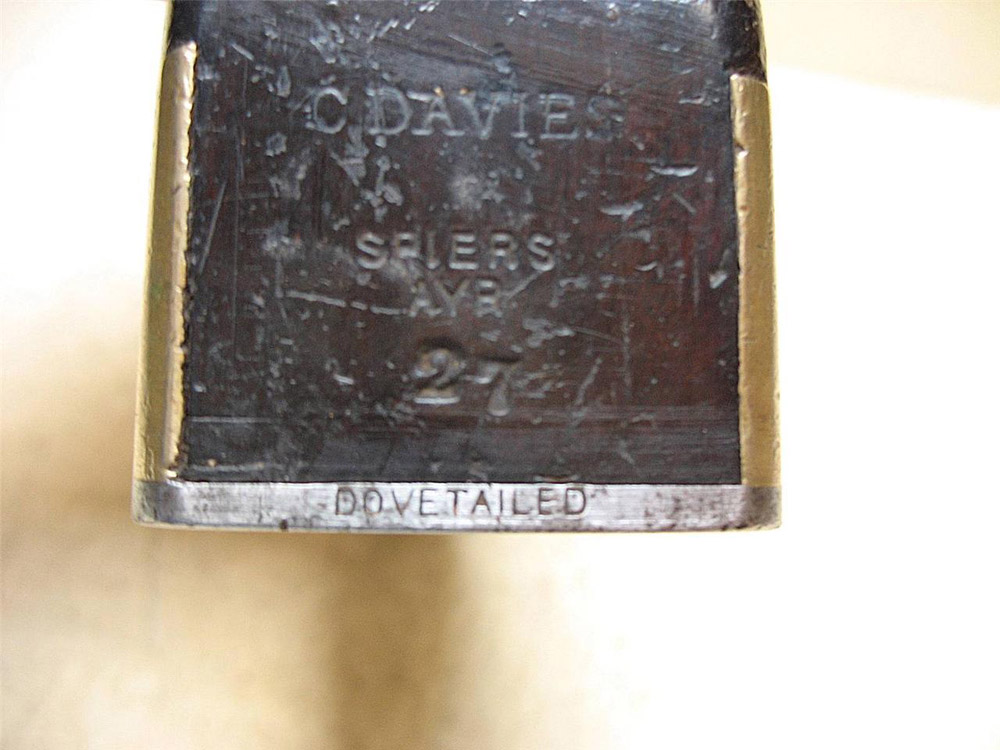 C.DAVIES
SPIERS
AYR
27
DOVETAILED